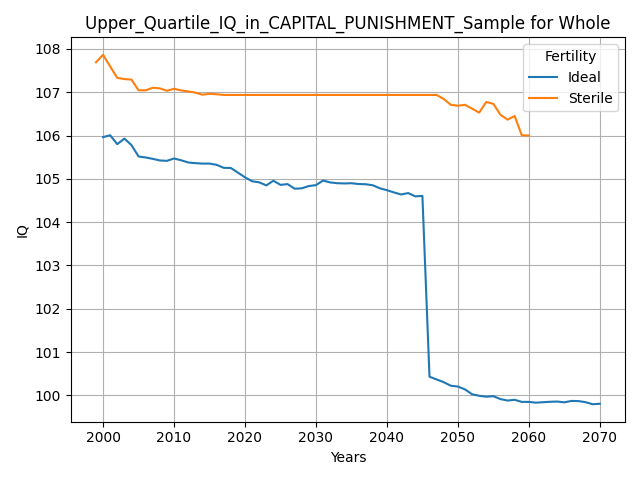 Upper_Quartile_IQ_in_CAPITAL_PUNISHMENT_Sample for Whole
Fertility
Ideal
Sterile
IQ
108
107
106
105
104
103
102
101
100
2000 2010 2020 2030 2040 2050 2060 2070
Years